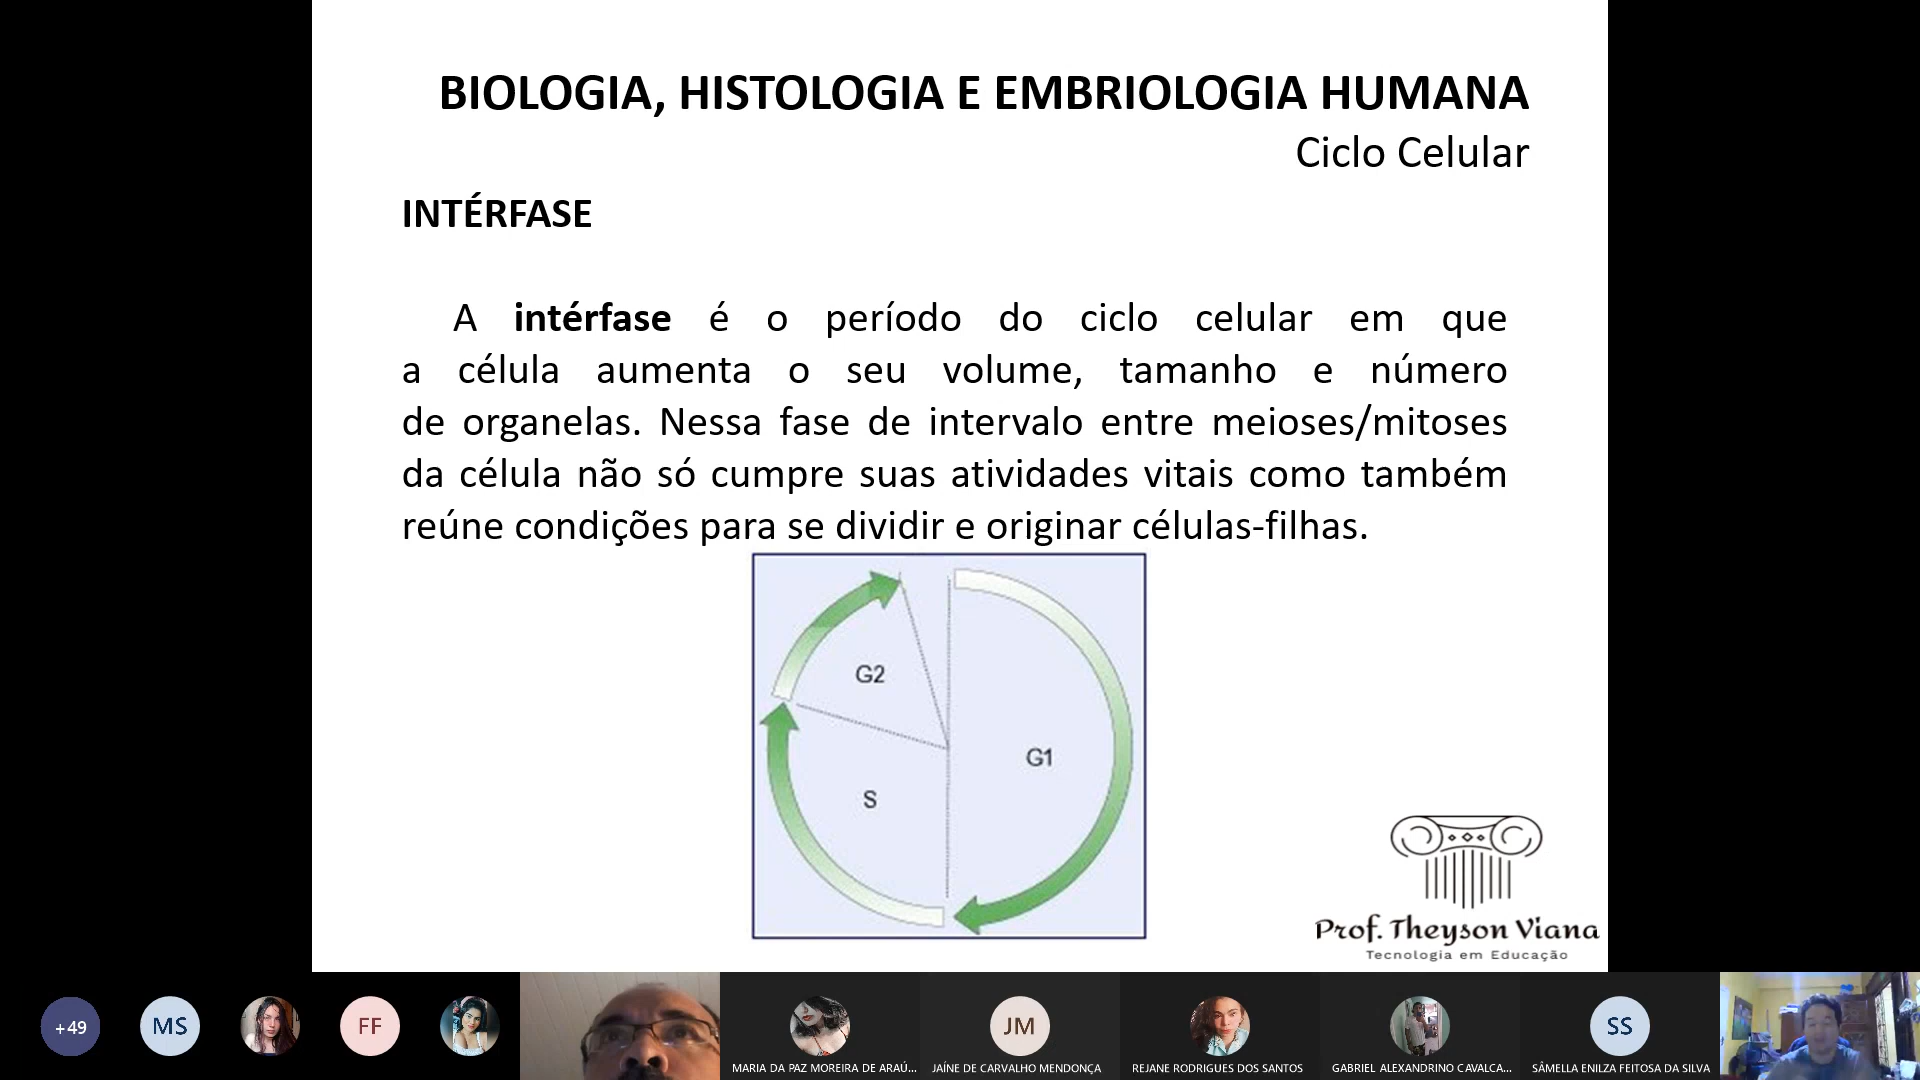 BIOLOGIA, HISTOLOGIA E EMBRIOLOGIA HUMANA
Ciclo Celular
INTÉRFASE
A intérfase é o período do ciclo celular em que
a célula aumenta o seu volume, tamanho e número
de organelas. Nessa fase de intervalo entre meioses/mitoses
da célula não só cumpre suas atividades vitais como também
reúne condições para se dividir e originar células-filhas.
G2
G1
S
Prof. Theyson Viana
Tecnologia em Educação
+49
MS
FF
JM
SS
MARIA DA PAZ MOREIRA DE ARAÚ...
JAÍNE DE CARVALHO MENDONÇA
REJANE RODRIGUES DOS SANTOS
GABRIEL ALEXANDRINO CAVALCA...
SÂMELLA ENILZA FEITOSA DA SILVA